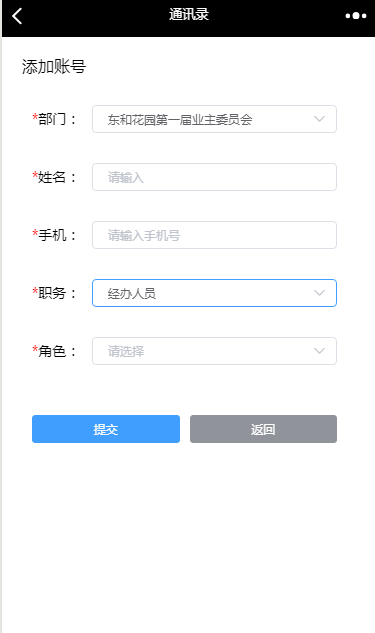 通讯录
添加账号
*部门：
东和花园第一届业主委员会
*姓名：
请输入
*手机：
请输入手机号
*职务：
经办人员
*角色：
请选择
提交
返回